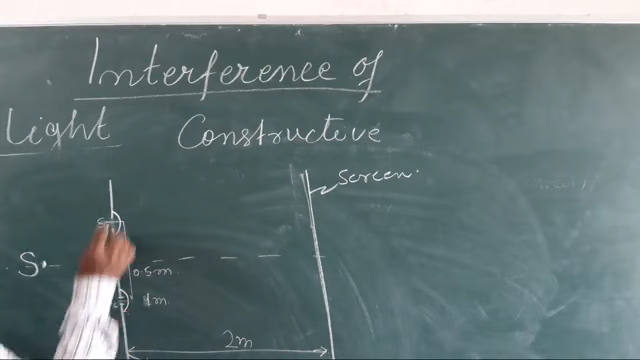 Interference of
Light Constructive
Screen.
S
0.5m
1m.
2m